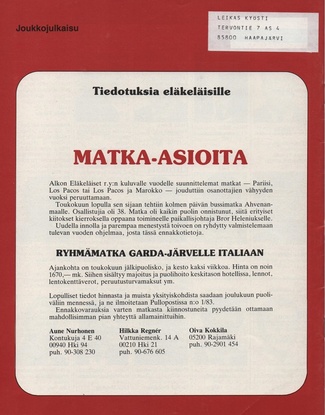 Joukkojulkaisu
LEIKAS KYÖSTI
TERVONTIE 7 AS 4
85800 HAAPAJÄRVI
Tiedotuksia eläkeläisille
MATKA-ASIOITA
Alkon Eläkeläiset r.y:n kuluvalle vuodelle suunnittelemat matkat — Pariisi,
Los Pacos tai Los Pacos ja Marokko — jouduttiin osanottajien vähyyden
vuoksi peruuttamaan.
Toukokuun lopulla sen sijaan tehtiin kolmen päivän bussimatka Ahvenan-
maalle. Osallistujia oli 38. Matka oli kaikin puolin onnistunut, siitä erityiset
kiitokset kierroksella oppaana toimineelle paikallisjohtaja Bror Heleniukselle.
Uudella innolla ja parempaa menestystä toivoen on ryhdytty valmistelemaan
tulevan vuoden ohjelmaa, josta tässä ennakkotietoja.
RYHMÄMATKA GARDA-JÄRVELLE ITALIAAN
Ajankohta on toukokuun jälkipuolisko, ja kesto kaksi viikkoa. Hinta on noin
1670,— mk. Siihen sisältyy majoitus ja puolihoito keskitason hotellissa, lennot,
lentokenttäverot, peruutusturvamaksut ym.
Lopulliset tiedot hinnasta ja muista yksityiskohdista saadaan joulukuun puoli-
välin mennessä, ja ne ilmoitetaan Pullopostissa n:o 1/83.
Ennakkovarauksia varten matkasta kiinnostuneita pyydetään ottamaan
mahdollisimman pian yhteyttä allamainittuihin.
Aune Nurhonen
Kontukuja 4 E 40
00940 Hki 94
puh. 90-308 230
Hilkka Regnér
Vattuniemenk. 14 A
00210 Hki 21
puh. 90-676 605
Oiva Kokkila
05200 Rajamäki
puh. 90-2901 454